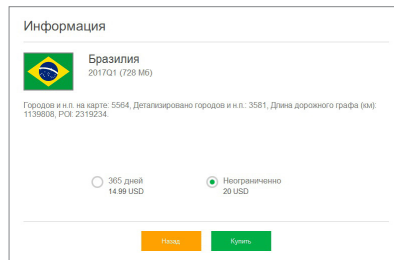 Информация
Бразилия
2017Q1 (728 Мб)
Городов и н.п. на карте: 5564, Детализировано городов и н.п.: 3581, Длина дорожного графа (км):
1139808, POI: 2319234.
365 дней
14.99 USD
Неограниченно
20 USD
Назад
Купить